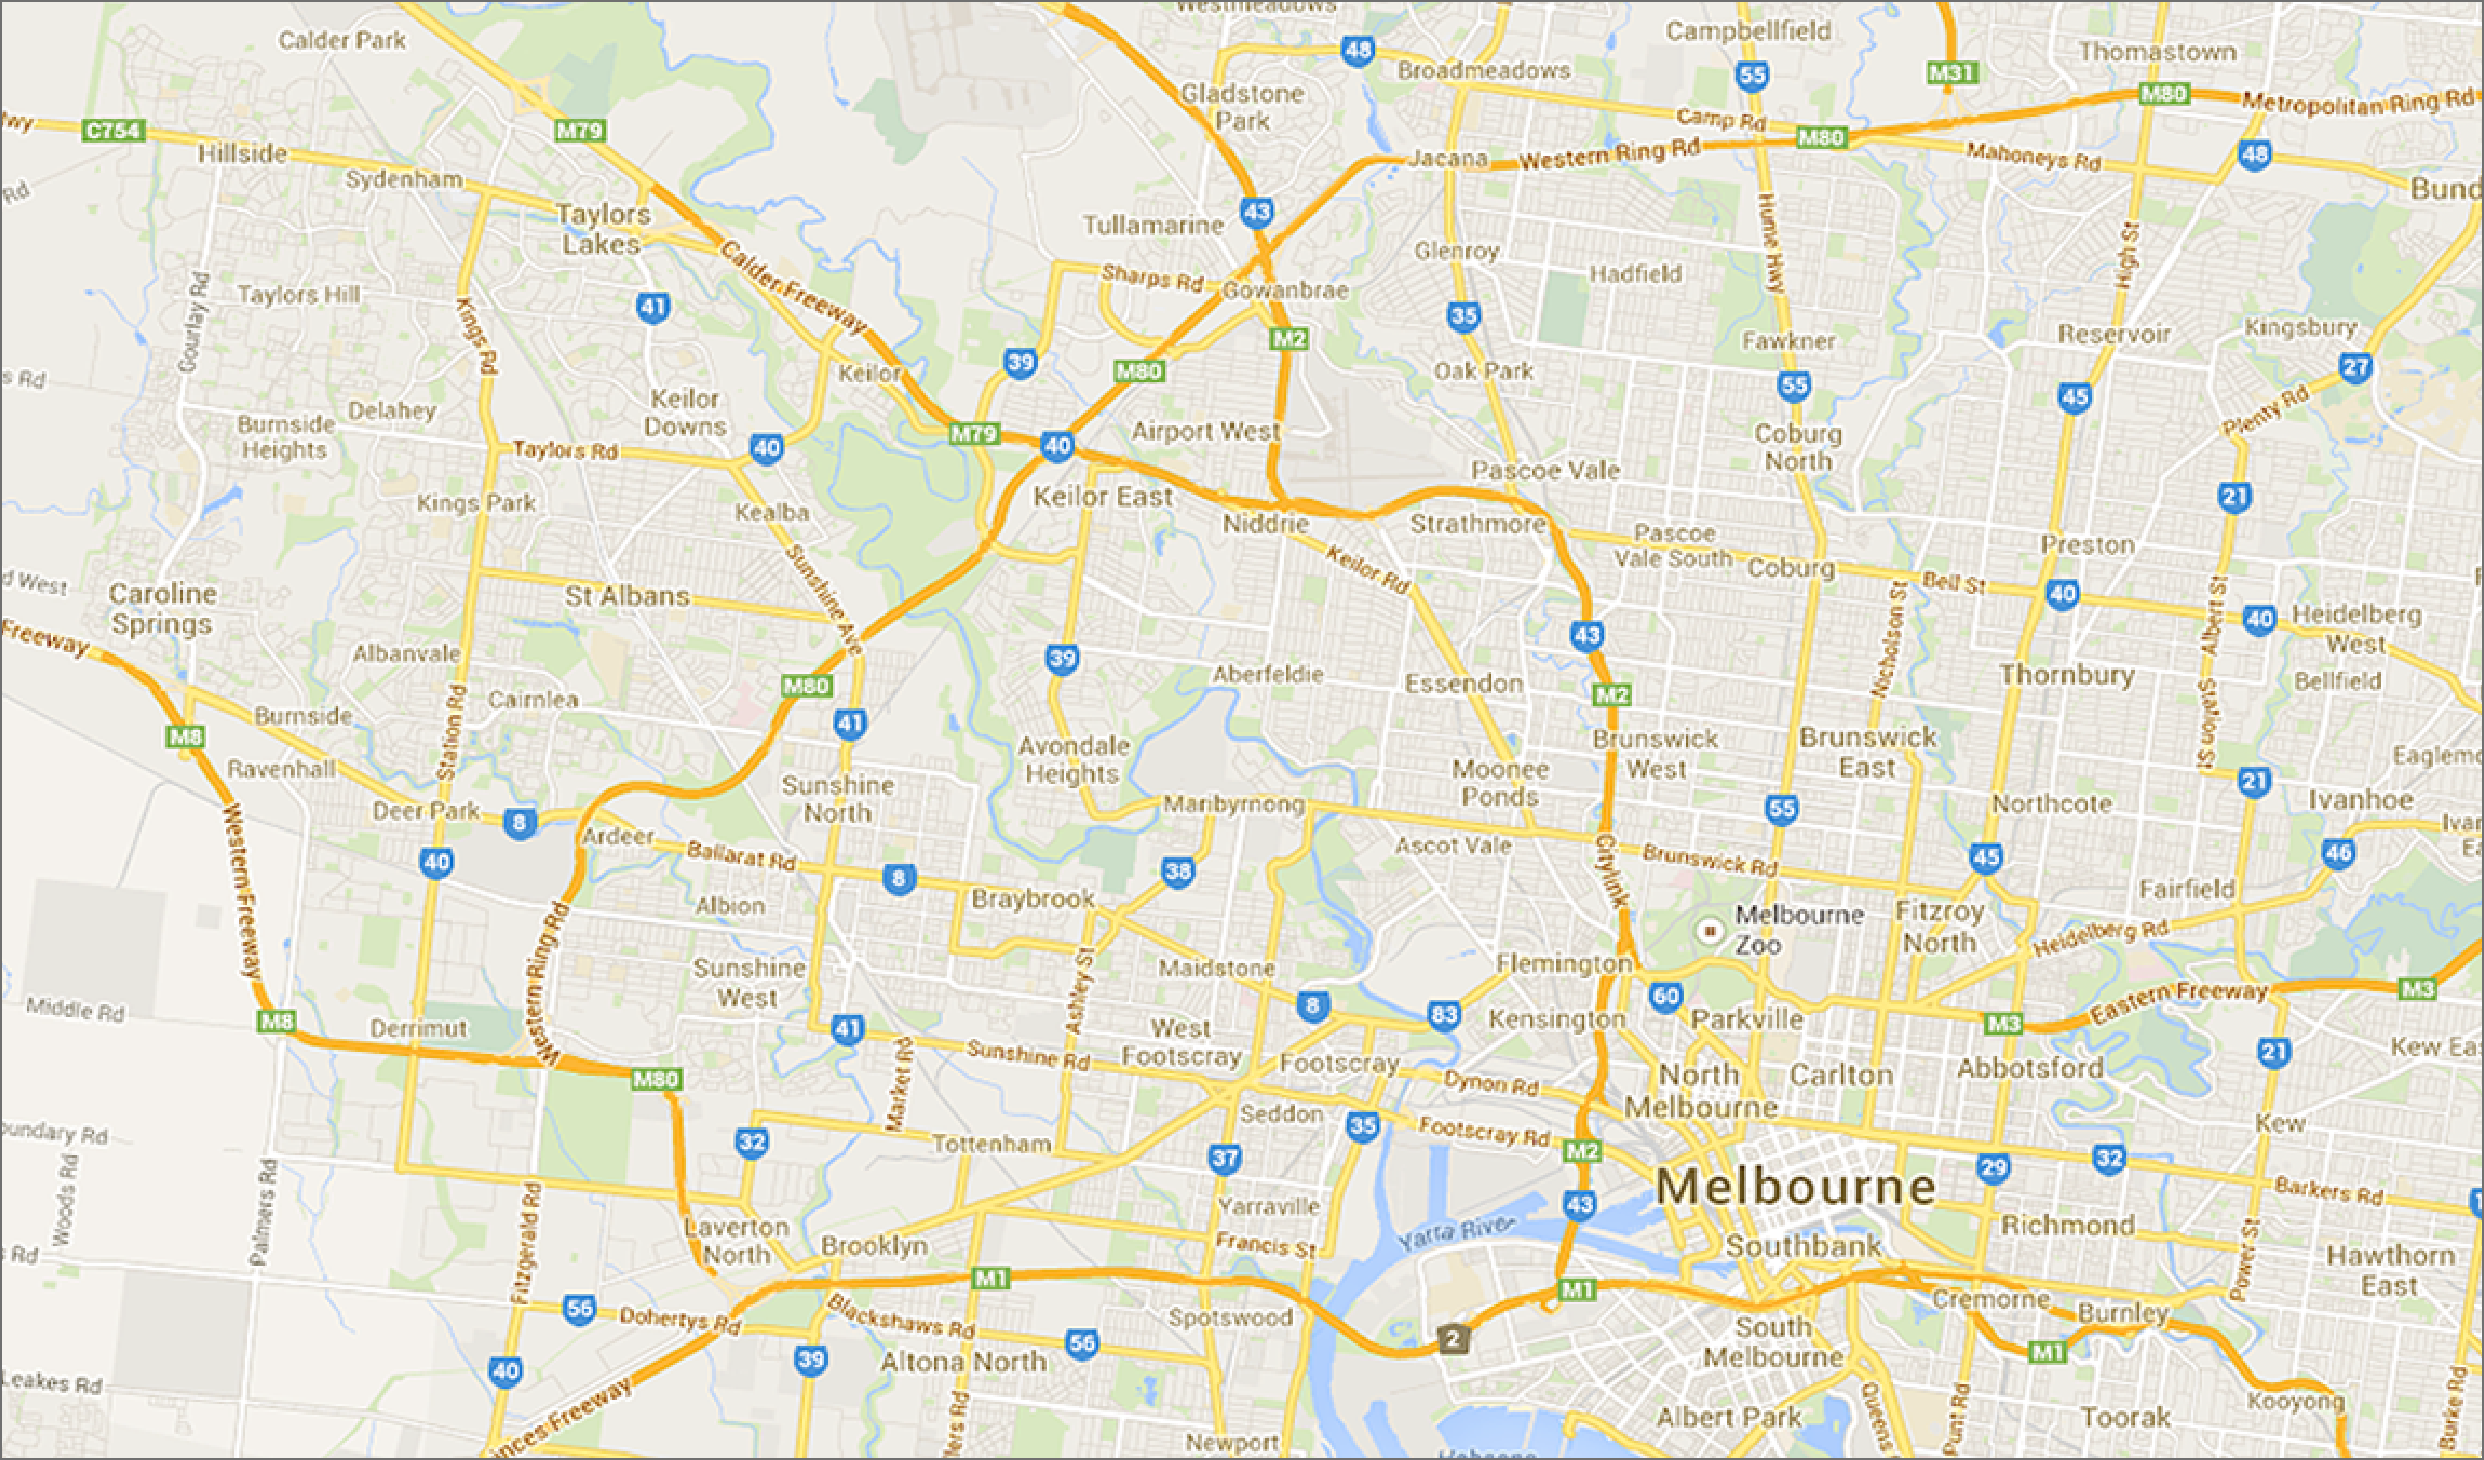 Westmeadows
Calder Park
Campbellfield
48
Thomastown
Broadmeadows
55
M31
Gladstone
Park
M80
Metropolitan Ring Rd
wy
C754
M79
Camp Rd
M80
Hillside
Jacana
Western Ring Rd
Mahoneys Rd
48
Sydenham
Bund
Rd
Taylors
Lakes
43
Tullamarine
Hume Hwy
High St
Calder Freeway
Glenroy
Hadfield
Sharps Rd
Gowanbrae
Taylors Hill
41
Gourlay Rd
Kings Rd
35
M2
Fawkner
Reservoir
Kingsbury
27
39
M80
Keilor
Oak Park
s Rd
55
45
Plenty Rd
Delahey
Keilor
Downs
Burnside
Heights
M79
40
Airport West
Coburg
North
Taylors Rd
40
Pascoe Vale
Kings Park
Kealba
Keilor East
Niddrie
Strathmore
21
Pascoe
Vale South
Preston
Keilor Rd
Coburg
Bell St
d West
Caroline
Springs
St Albans
Sunshine Ave
40
40
Heidelberg
West
Freeway
43
Nicholson St
Albert St
Albanvale
39
Aberfeldie
Essendon
Thornbury
Bellfield
M80
M2
Cairnlea
Burnside
41
Station Rd
M8
Avondale
Heights
Brunswick
West
Brunswick
East
Grayson St
Eaglemo
Ravenhall
Sunshine
North
Moonee
Ponds
21
Deer Park
8
Maribyrnong
55
Northcote
Ivanhoe
Ardeer
Ballarat Rd
Ascot Vale
Citylink
Brunswick Rd
45
46
Ivan
Ea
40
8
38
Western Freeway
Albion
Braybrook
Fairfield
Melbourne
Zoo
Fitzroy
North
Heidelberg Rd
Western Ring Rd
Sunshine
West
Ashley St
Maidstone
Flemington
Middle Rd
M8
Derrimut
41
8
83
60
Eastern Freeway
M3
M3
Kensington
Parkville
Market Rd
Sunshine Rd
West
Footscray
Footscray
21
Kew Ea
M80
Dynon Rd
North
Melbourne
Carlton
Abbotsford
oundary Rd
Seddon
32
Tottenham
35
Footscray Rd
M2
Kew
37
29
32
Woods Rd
Palmers Rd
Fitzgerald Rd
Yarraville
43
Melbourne
Barkers Rd
Laverton
North
Brooklyn
Francis St
Yarra River
Southbank
Richmond
Power St
Hawthorn
East
s Rd
M1
M1
56
Dohertys Rd
Blackshaws Rd
Spotswood
Cremorne
Burnley
2
South
Melbourne
M1
39
56
40
Altona North
Leakes Rd
Princes Freeway
lers Rd
Newport
Albert Park
Queens
Punt Rd
Toorak
Kooyong
Burke Rd